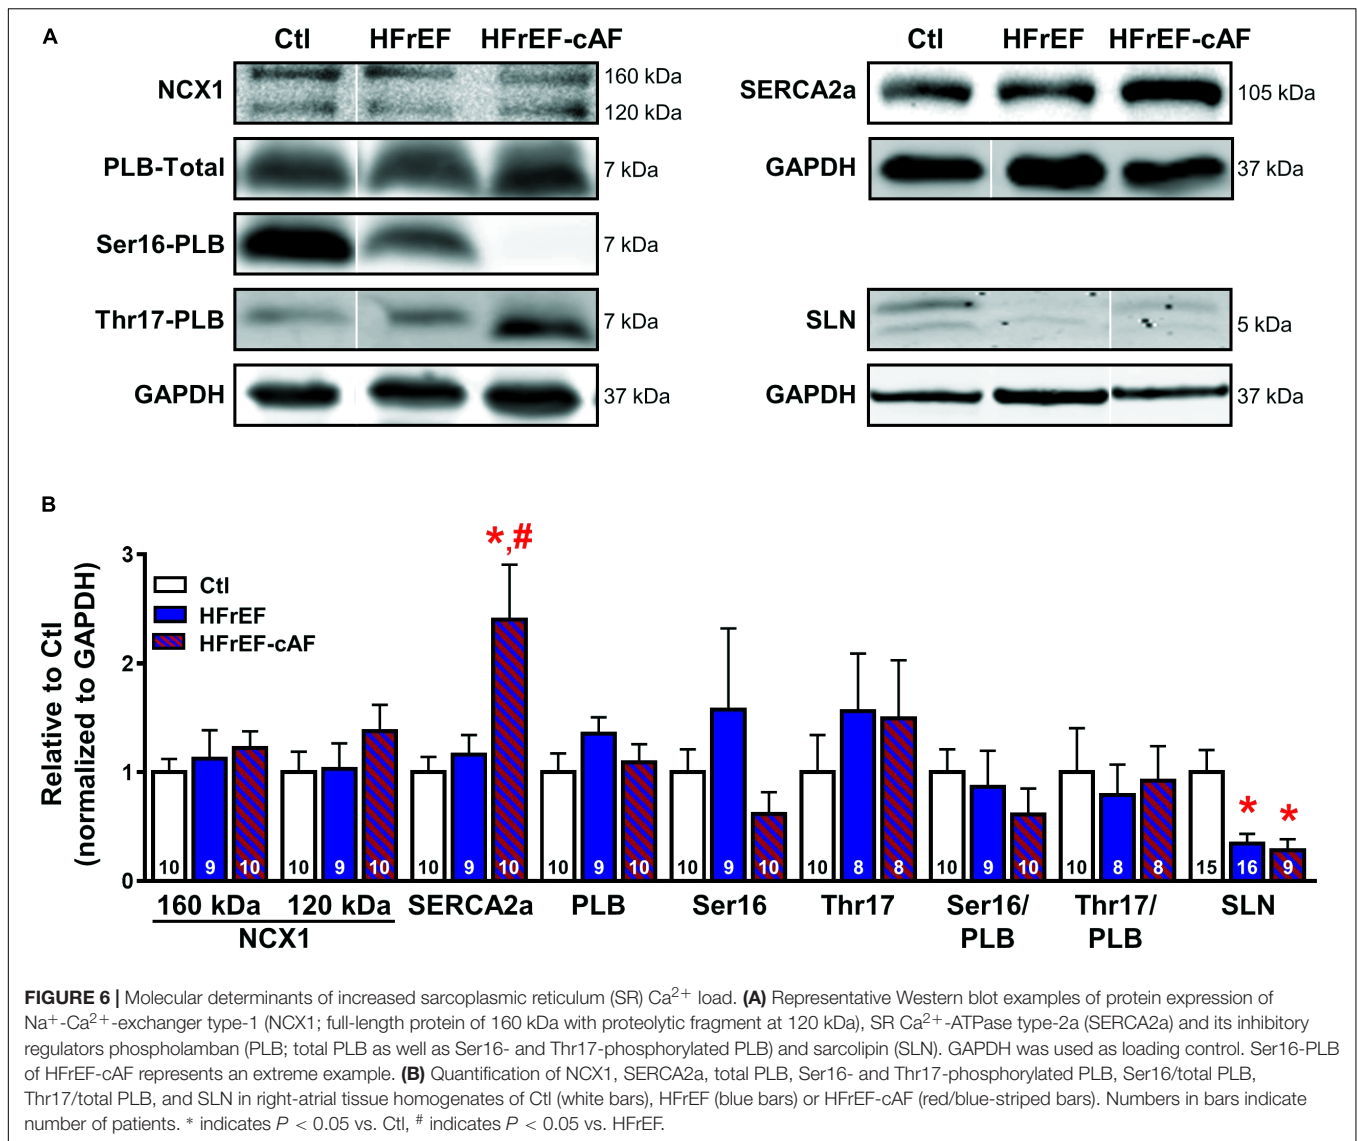 A
Ctl HFrEF HFrEF-cAF
NCX1 160 kDa
120 kDa
PLB-Total 7 kDa
Ser16-PLB 7 kDa
Thr17-PLB 7 kDa
GAPDH 37 kDa
Ctl HFrEF HFrEF-cAF
SERCA2a 105 kDa
GAPDH 37 kDa
SLN 5 kDa
GAPDH 37 kDa
B
Relative to Ctl
(normalized to GAPDH)
3
2
1
0
Ctl
HFrEF
HFrEF-cAF
*,#
*
*
10 9 10 10 9 10 10 9 10 10 9 10 10 9 10 10 8 8 10 9 10 10 8 8 15 16 9
160 kDa 120 kDa SERCA2a PLB Ser16 Thr17 Ser16/ Thr17/ SLN
NCX1 PLB PLB
FIGURE 6 | Molecular determinants of increased sarcoplasmic reticulum (SR) Ca2+ load. (A) Representative Western blot examples of protein expression of
Na+-Ca2+-exchanger type-1 (NCX1; full-length protein of 160 kDa with proteolytic fragment at 120 kDa), SR Ca2+-ATPase type-2a (SERCA2a) and its inhibitory
regulators phospholamban (PLB; total PLB as well as Ser16- and Thr17-phosphorylated PLB) and sarcolipin (SLN). GAPDH was used as loading control. Ser16-PLB
of HFrEF-cAF represents an extreme example. (B) Quantification of NCX1, SERCA2a, total PLB, Ser16- and Thr17-phosphorylated PLB, Ser16/total PLB,
Thr17/total PLB, and SLN in right-atrial tissue homogenates of Ctl (white bars), HFrEF (blue bars) or HFrEF-cAF (red/blue-striped bars). Numbers in bars indicate
number of patients. * indicates P < 0.05 vs. Ctl, # indicates P < 0.05 vs. HFrEF.